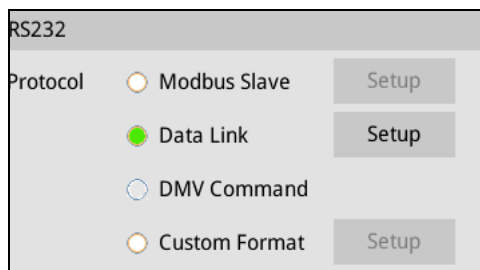 RS232
Protocol Modbus Slave Setup
Data Link Setup
DMV Command
Custom Format Setup